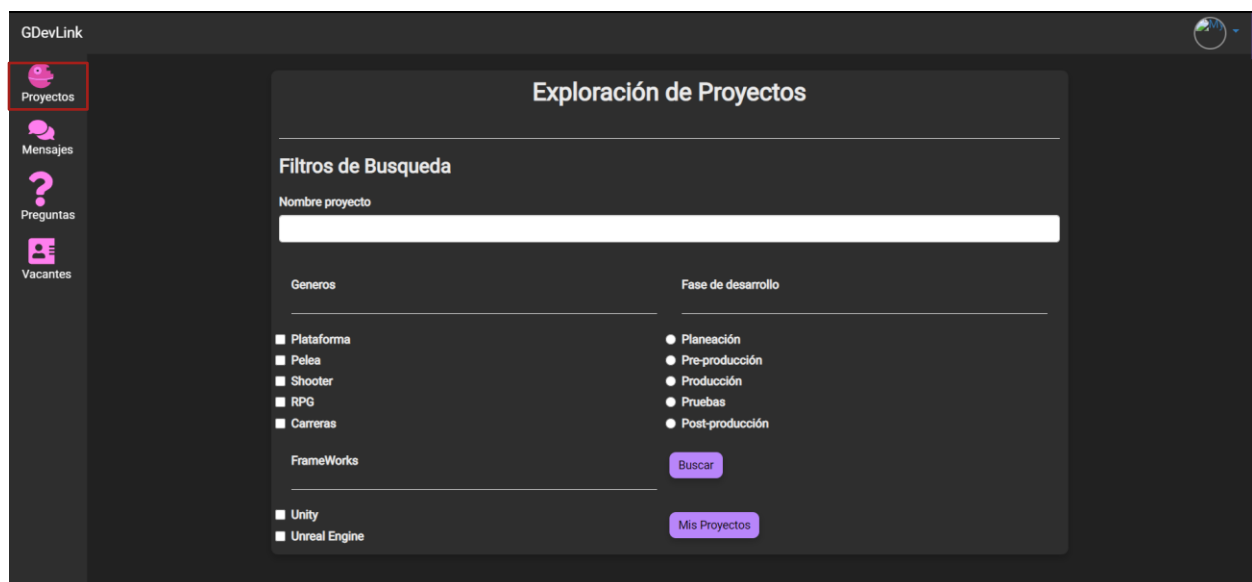 GDevLink
My
Proyectos
Mensajes
Preguntas
Vacantes
Exploración de Proyectos
Filtros de Busqueda
Nombre proyecto
Generos
Plataforma
Pelea
Shooter
RPG
Carreras
FrameWorks
Unity
Unreal Engine
Fase de desarrollo
Planeación
Pre-producción
Producción
Pruebas
Post-producción
Buscar
Mis Proyectos